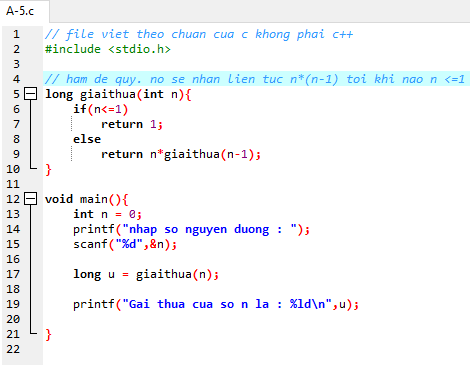 A-5.c
1 // file viet theo chuan cua c khong phai c++
2 #include <stdio.h>
3
4 // ham de quy. no se nhan lien tuc n*(n-1) toi khi nao n <=1
5 long giaithua(int n){
6 if(n<=1)
7 return 1;
8 else
9 return n*giaithua(n-1);
10 }
11
12 void main(){
13 int n = 0;
14 printf("nhap so nguyen duong : ");
15 scanf("%d",&n);
16
17 long u = giaithua(n);
18
19 printf("Gai thua cua so n la : %ld\n",u);
20
21 }
22